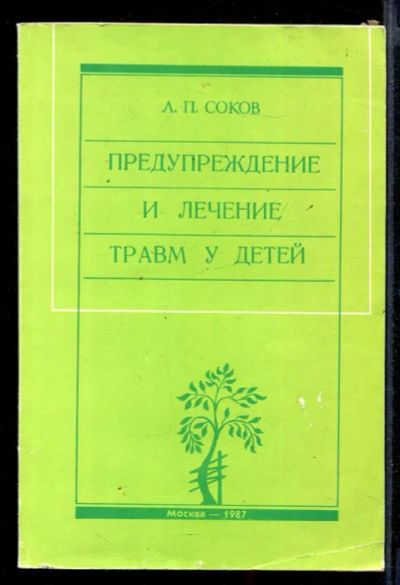 Л. П. СОКОВ
ПРЕДУПРЕЖДЕНИЕ
И ЛЕЧЕНИЕ
ТРАВМ У ДЕТЕЙ
Москва — 1987